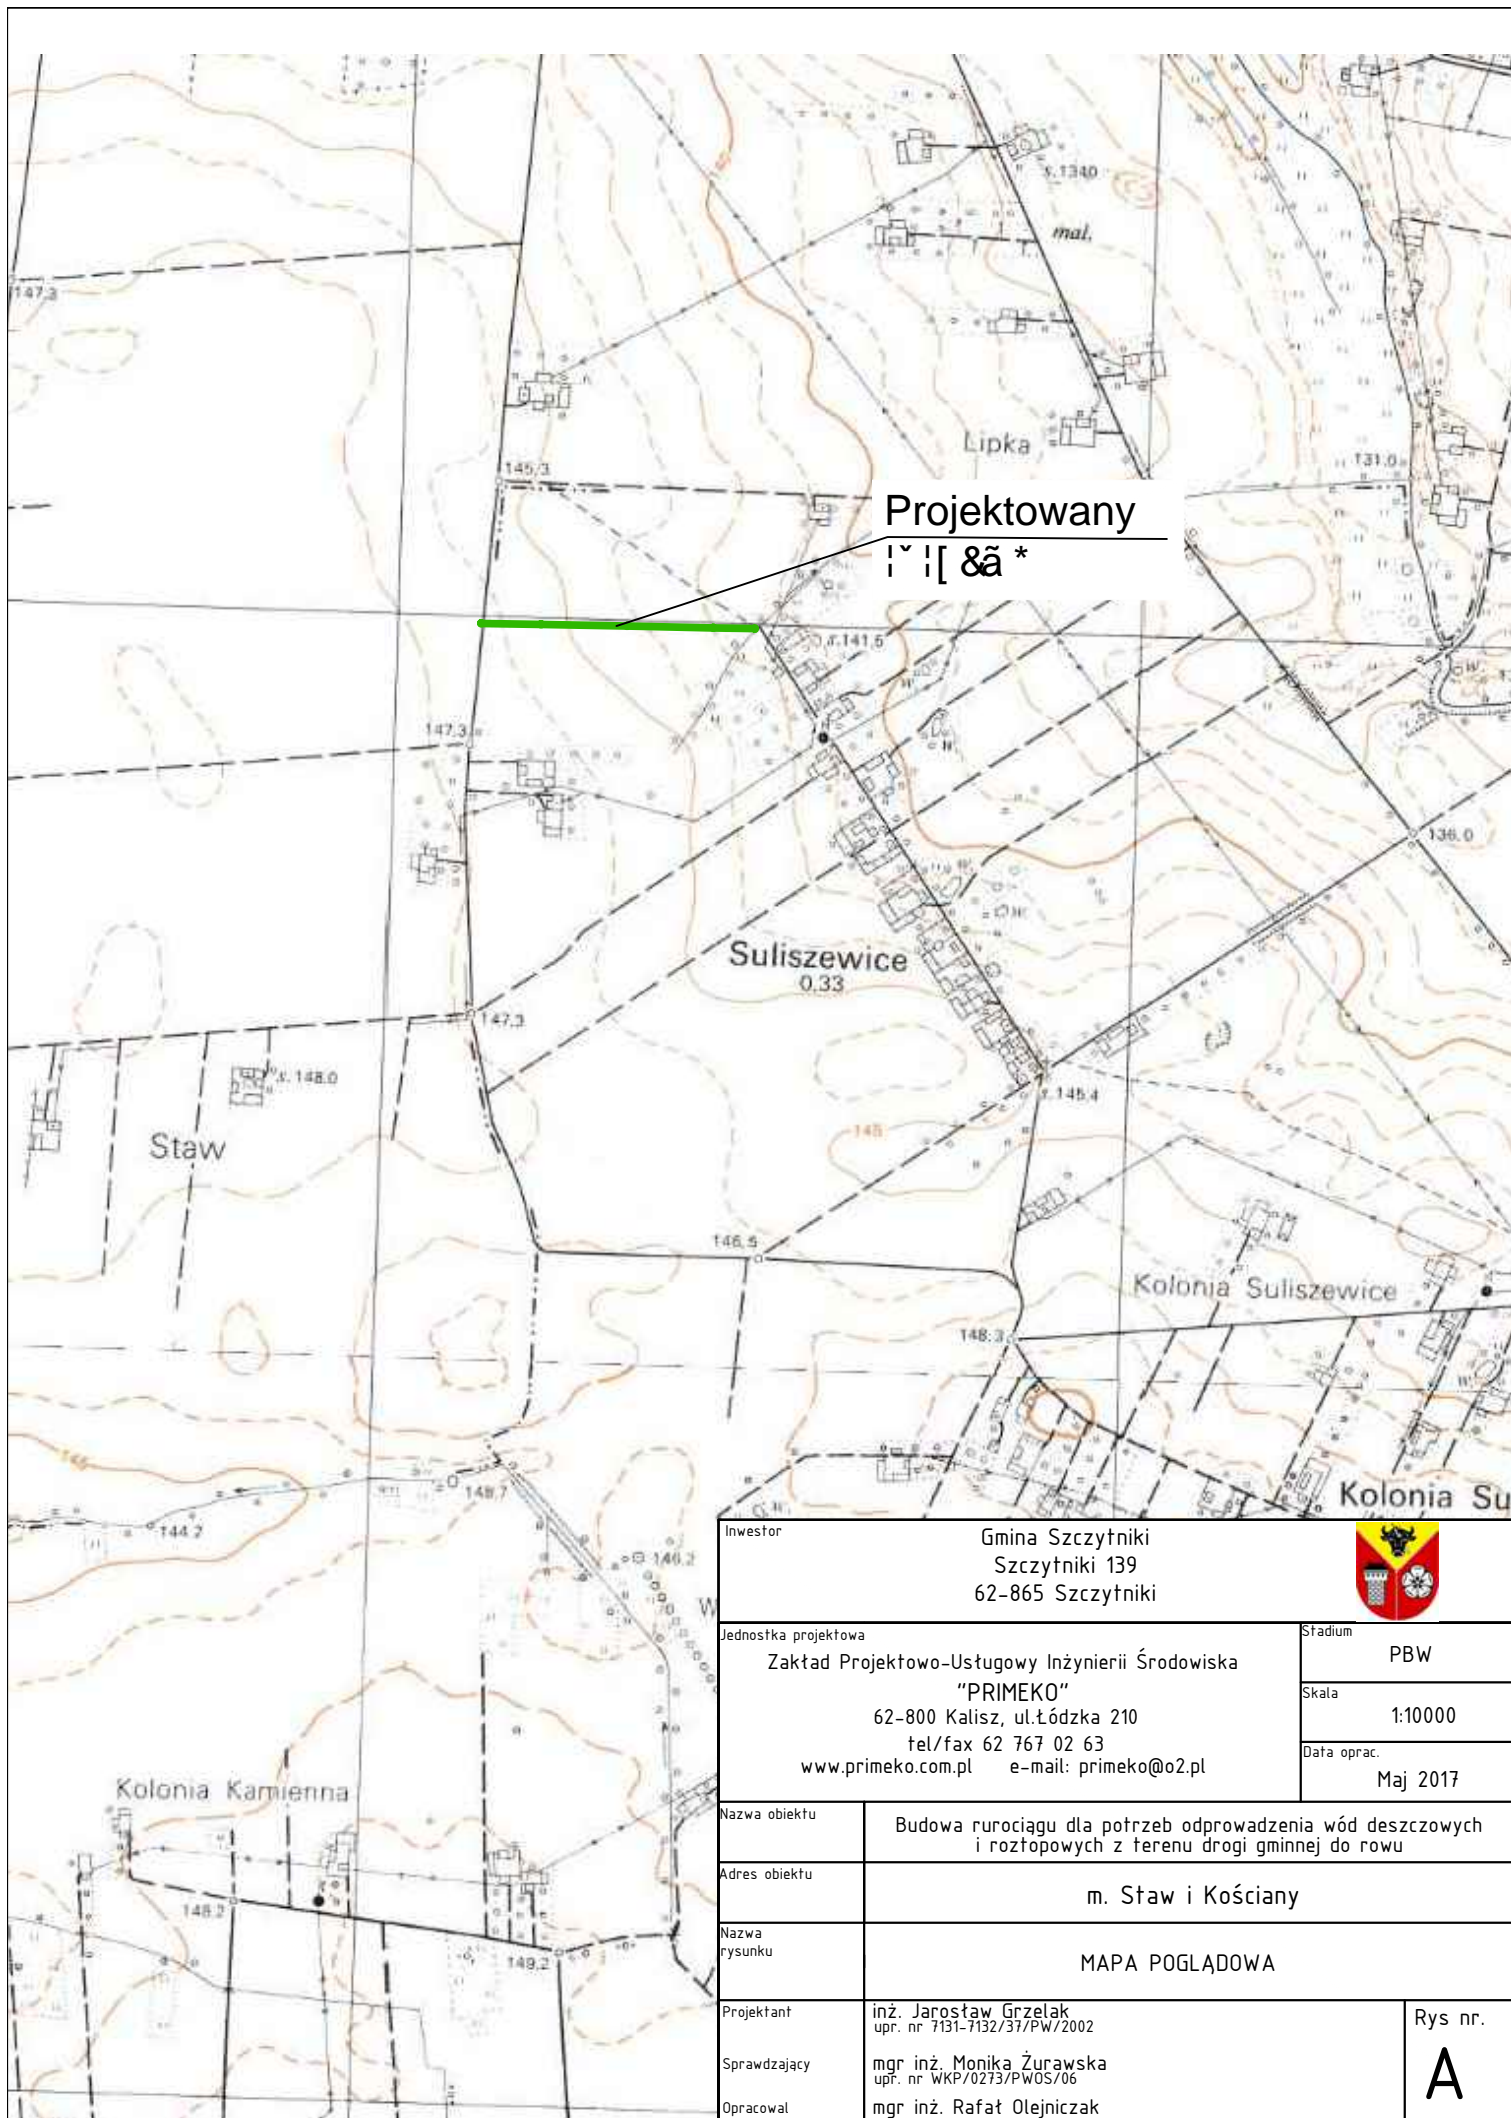 s.1340
mal.
147.3
Lipka
145.3
131.0
Projektowany
¦˘ ¦[ &ã *
s.141.5
W.
147.3
W.
136.0
W.
Suliszewice
0.33
147.3
s.148.0
s.145.4
Staw
145
146.5
Kolonia Suliszewice
148.3
W.
145
148.7
W.
Kolonia Su
144.2
146.2
W
Inwestor
Gmina Szczytniki
Szczytniki 139
62-865 Szczytniki
Jednostka projektowa
Zakład Projektowo-Usługowy Inżynierii Środowiska
"PRIMEKO"
62-800 Kalisz, ul.Łódzka 210
tel/fax 62 767 02 63
www.primeko.com.pl e-mail: primeko@o2.pl
Stadium
PBW
Skala
1:10000
Data oprac.
Maj 2017
Kolonia Kamienna
148.2
149.2
Nazwa obiektu
Budowa rurociągu dla potrzeb odprowadzenia wód deszczowych
i roztopowych z terenu drogi gminnej do rowu
Adres obiektu
m. Staw i Kościany
Nazwa
rysunku
MAPA POGLĄDOWA
Projektant
inż. Jarosław Grzelak
upr. nr 7131-7132/37/PW/2002
Sprawdzający
mgr inż. Monika Żurawska
upr. nr WKP/0273/PWOS/06
Opracował
mgr inż. Rafał Olejniczak
Rys nr.
A